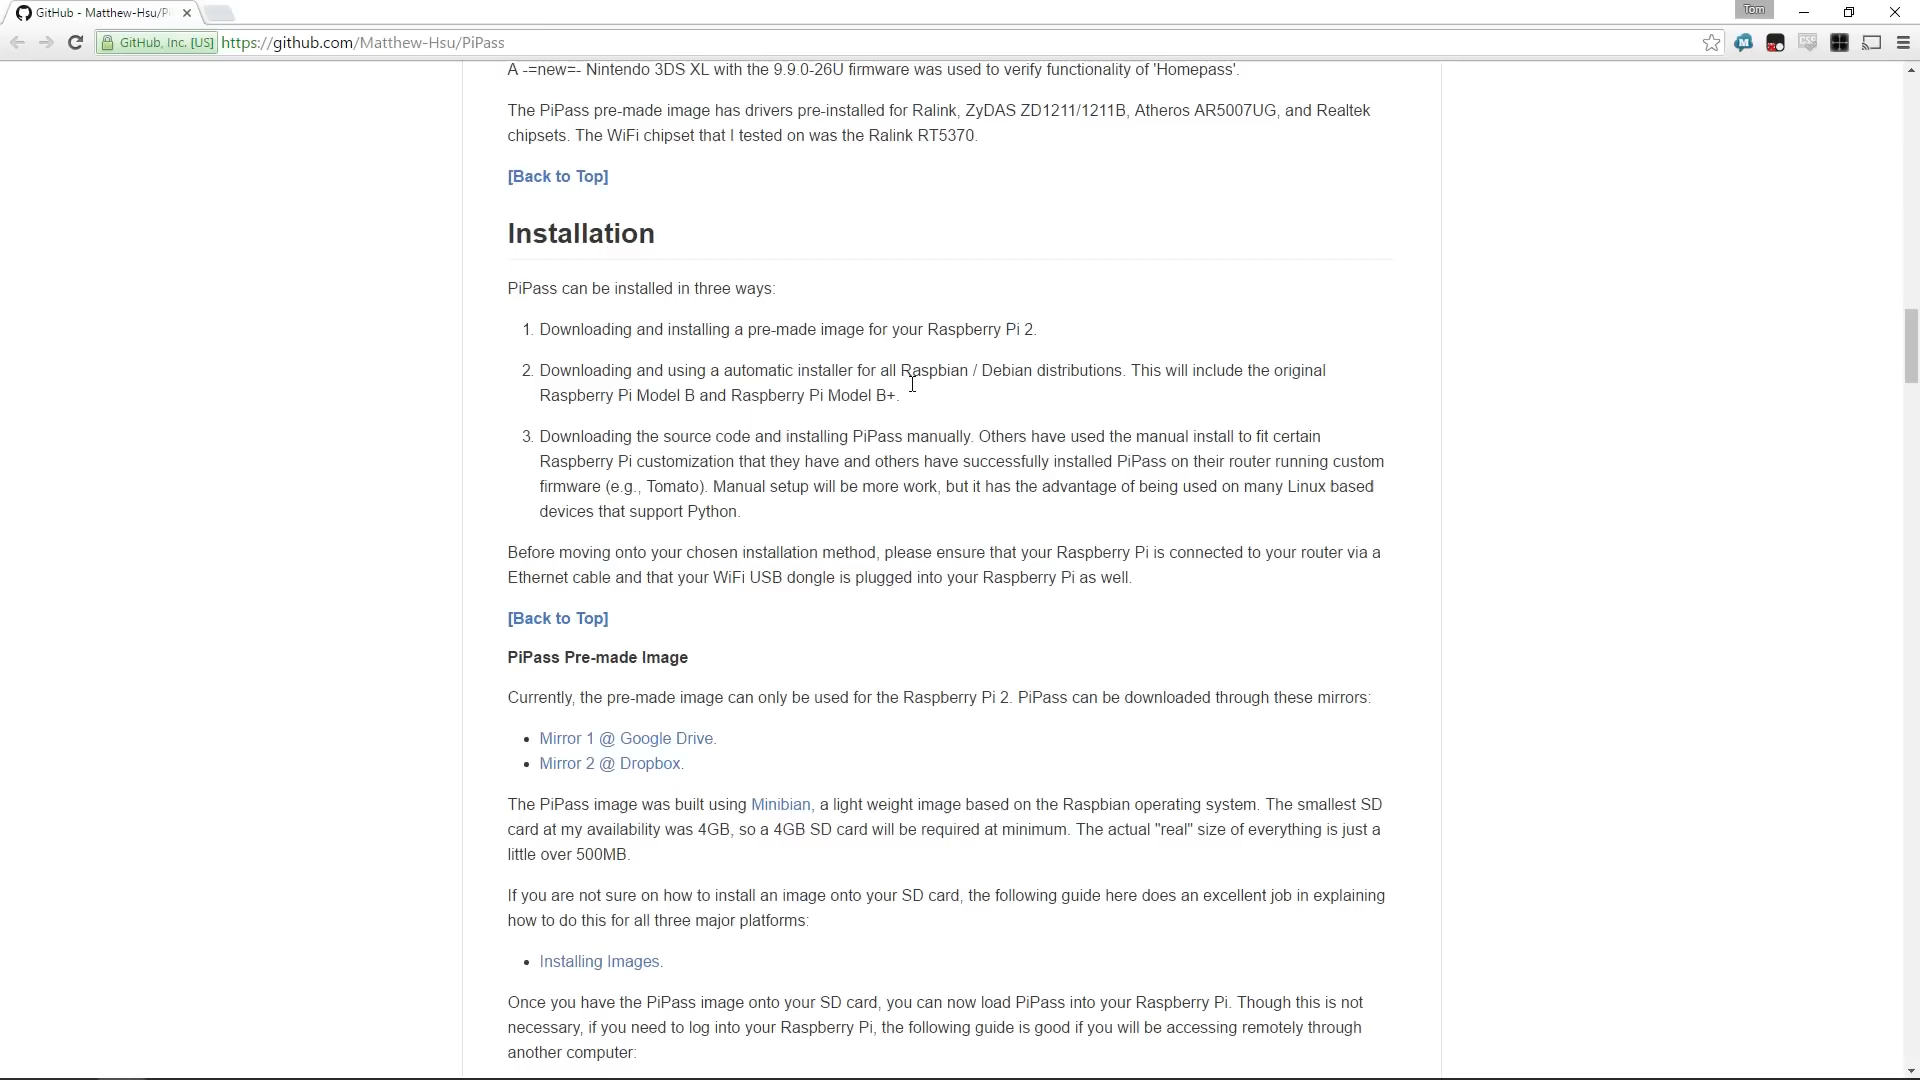 GitHub - Matthew-Hsu/Pi
Tom
GitHub, Inc. [US] https://github.com/Matthew-Hsu/PiPass
A -=new=- Nintendo 3DS XL with the 9.9.0-26U firmware was used to verify functionality of 'Homepass'.
The PiPass pre-made image has drivers pre-installed for Ralink, ZyDAS ZD1211/1211B, Atheros AR5007UG, and Realtek
chipsets. The WiFi chipset that I tested on was the Ralink RT5370.
[Back to Top]
Installation
PiPass can be installed in three ways:
1. Downloading and installing a pre-made image for your Raspberry Pi 2.
2. Downloading and using a automatic installer for all Raspbian / Debian distributions. This will include the original
Raspberry Pi Model B and Raspberry Pi Model B+.
3. Downloading the source code and installing PiPass manually. Others have used the manual install to fit certain
Raspberry Pi customization that they have and others have successfully installed PiPass on their router running custom
firmware (e.g., Tomato). Manual setup will be more work, but it has the advantage of being used on many Linux based
devices that support Python.
Before moving onto your chosen installation method, please ensure that your Raspberry Pi is connected to your router via a
Ethernet cable and that your WiFi USB dongle is plugged into your Raspberry Pi as well.
[Back to Top]
PiPass Pre-made Image
Currently, the pre-made image can only be used for the Raspberry Pi 2. PiPass can be downloaded through these mirrors:
• Mirror 1 @ Google Drive.
• Mirror 2 @ Dropbox.
The PiPass image was built using Minibian, a light weight image based on the Raspbian operating system. The smallest SD
card at my availability was 4GB, so a 4GB SD card will be required at minimum. The actual "real" size of everything is just a
little over 500MB.
If you are not sure on how to install an image onto your SD card, the following guide here does an excellent job in explaining
how to do this for all three major platforms:
• Installing Images.
Once you have the PiPass image onto your SD card, you can now load PiPass into your Raspberry Pi. Though this is not
necessary, if you need to log into your Raspberry Pi, the following guide is good if you will be accessing remotely through
another computer: